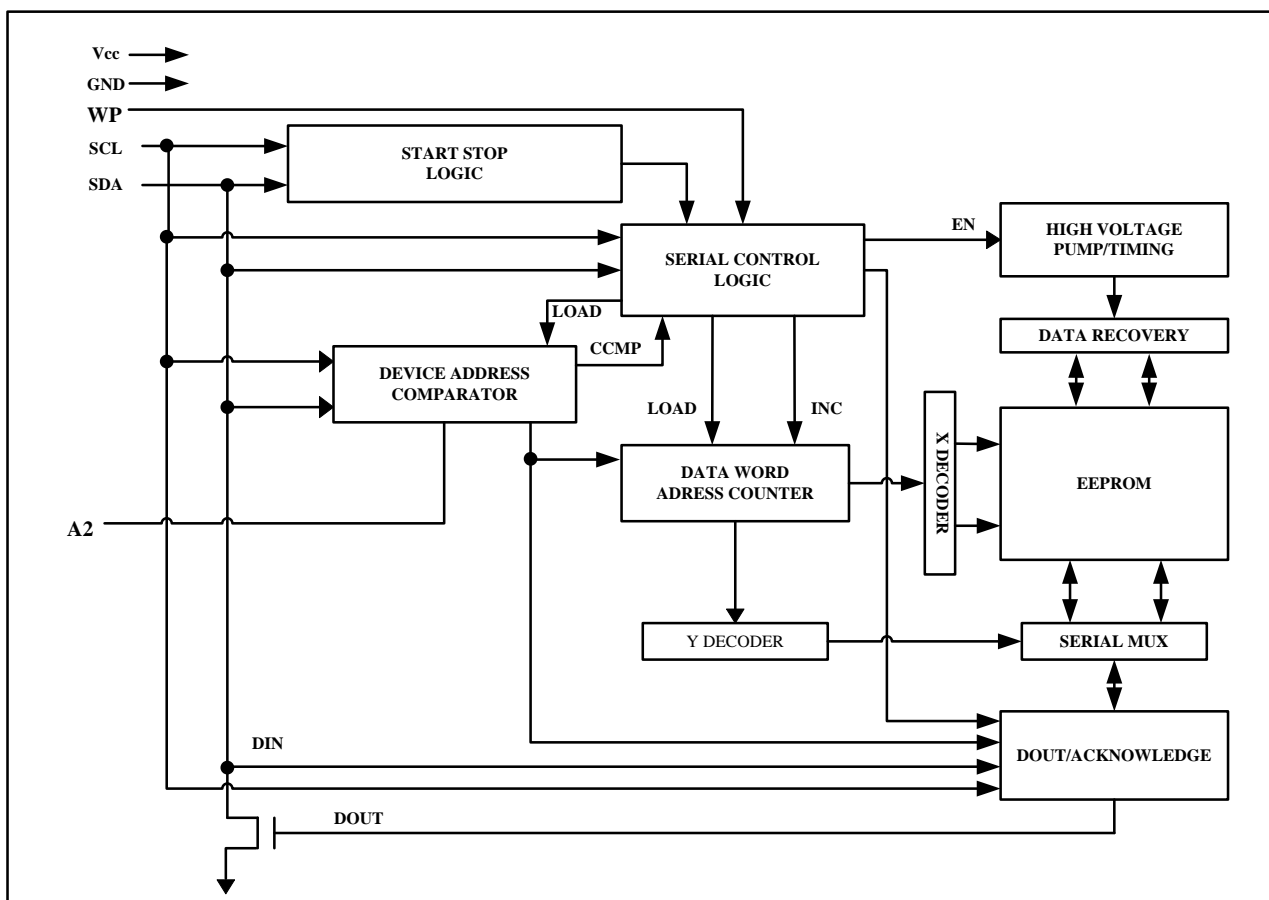 Vcc
GND
WP
SCL
SDA
START STOP
LOGIC
SERIAL CONTROL
LOGIC
EN
HIGH VOLTAGE
PUMP/TIMING
DATA RECOVERY
LOAD
CCMP
DEVICE ADDRESS
COMPARATOR
LOAD
INC
DATA WORD
ADRESS COUNTER
X DECODER
EEPROM
A2
Y DECODER
SERIAL MUX
DIN
DOUT/ACKNOWLEDGE
DOUT